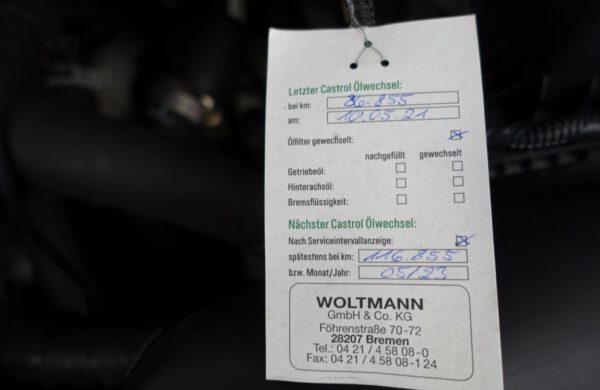 Letzter Castrol Ölwechsel:
bei km: 86.855
am: 10.05.21
Ölfilter gewechselt:
nachgefüllt gewechselt
Getriebeöl:
Hinterachsöl:
Bremsflüssigkeit:
Nächster Castrol Ölwechsel:
Nach Serviceintervallanzeige:
spätestens bei km: 116.855
bzw. Monat/Jahr: 05/23
WOLTMANN
GmbH & Co. KG
Föhrenstraße 70-72
28207 Bremen
Tel.: 04 21 / 4 58 08-0
Fax: 04 21 / 4 58 08-124